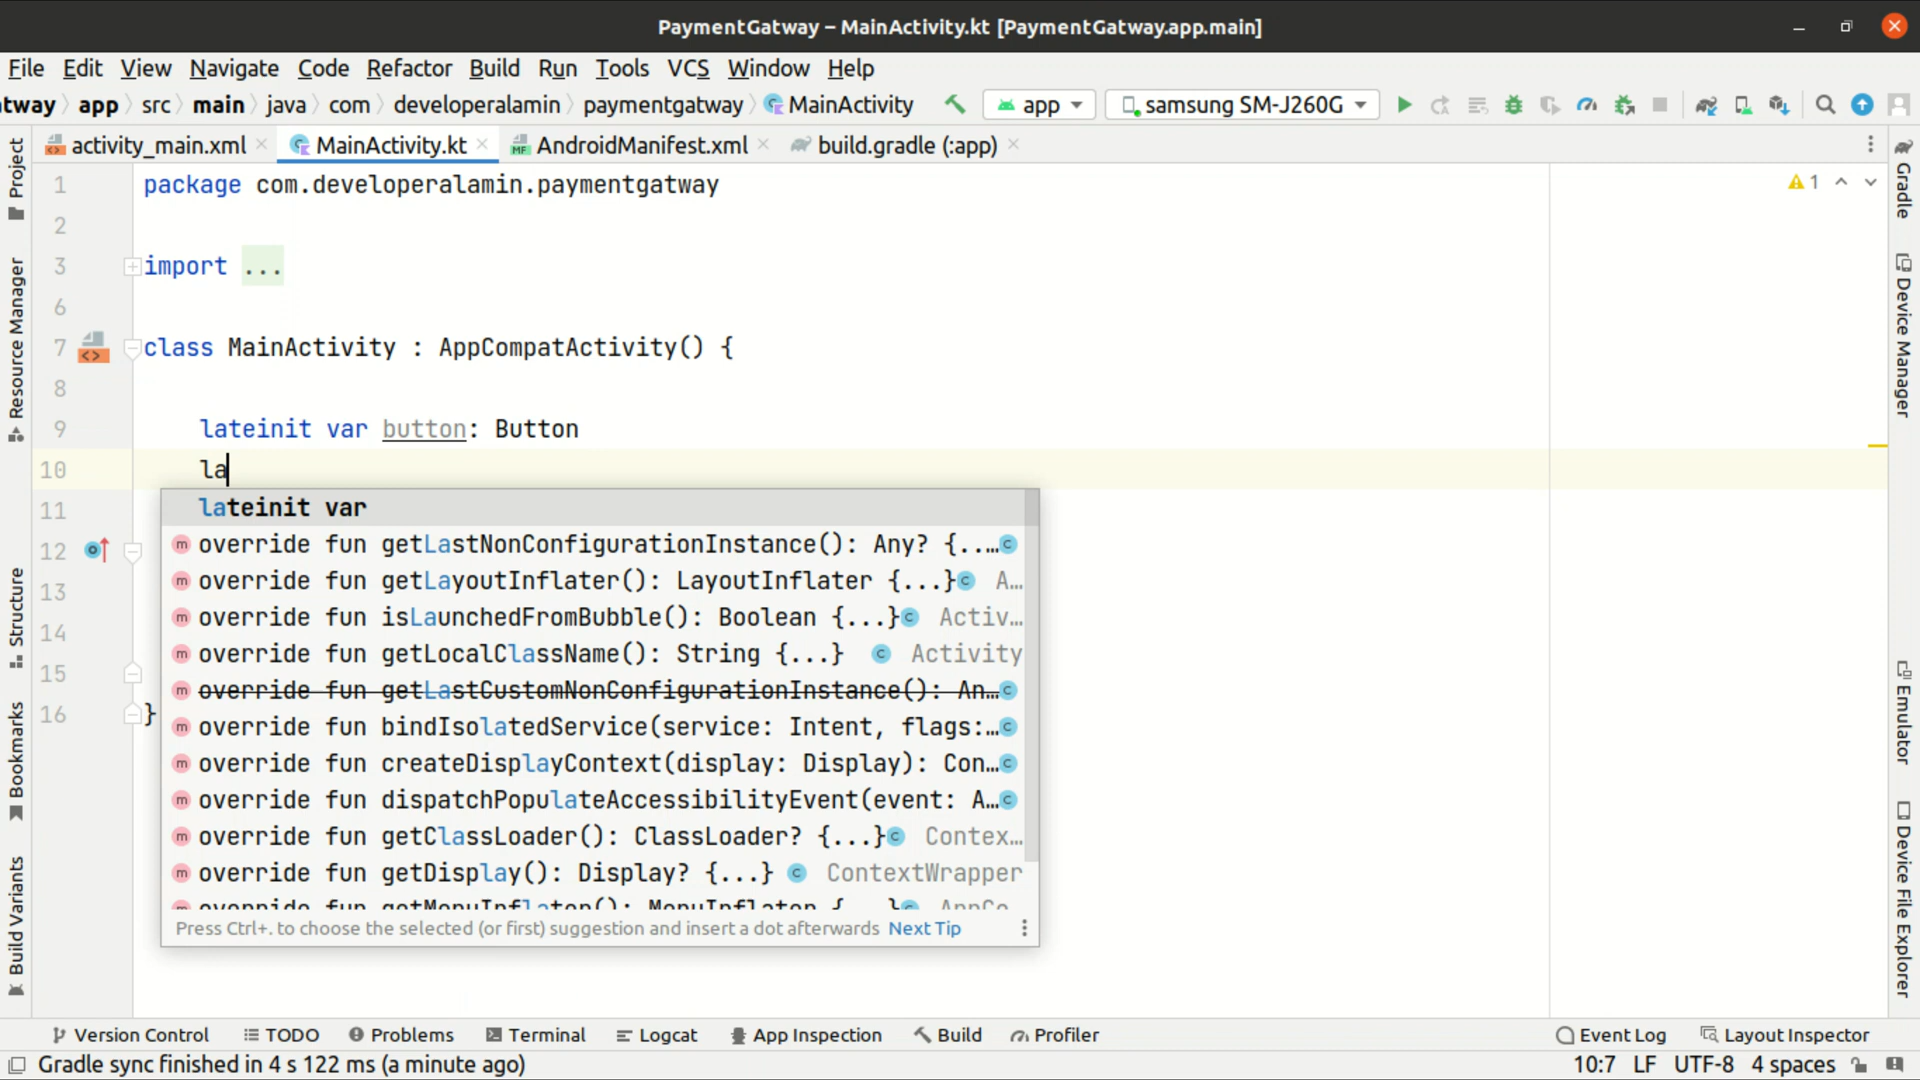 PaymentGatway – MainActivity.kt [PaymentGatway.app.main]
File Edit View Navigate Code Refactor Build Run Tools VCS Window Help
tway app src main java com developeralamin paymentgatway MainActivity app samsung SM-J260G
activity_main.xml MainActivity.kt AndroidManifest.xml build.gradle (:app)
1 package com.developeralamin.paymentgatway
1
2
3 import ...
6
7 class MainActivity : AppCompatActivity() {
8
9 lateinit var button: Button
10 la
11
12
13
14
15
16 }
lateinit var
override fun getLastNonConfigurationInstance(): Any? {..…
override fun getLayoutInflater(): LayoutInflater {...} A…
override fun isLaunchedFromBubble(): Boolean {...} Activ…
override fun getLocalClassName(): String {...} Activity
override fun getLastCustomNonConfigurationInstance(): An…
override fun bindIsolatedService(service: Intent, flags:…
override fun createDisplayContext(display: Display): Con…
override fun dispatchPopulateAccessibilityEvent(event: A…
override fun getClassLoader(): ClassLoader? {...} Contex…
override fun getDisplay(): Display? {...} ContextWrapper
override fun getMenuInflater(): MenuInflater {...} AppCo
Press Ctrl+. to choose the selected (or first) suggestion and insert a dot afterwards Next Tip
Project
Resource Manager
Structure
Bookmarks
Build Variants
Gradle
Device Manager
Emulator
Device File Explorer
Version Control TODO Problems Terminal Logcat App Inspection Build Profiler Event Log Layout Inspector
Gradle sync finished in 4 s 122 ms (a minute ago) 10:7 LF UTF-8 4 spaces